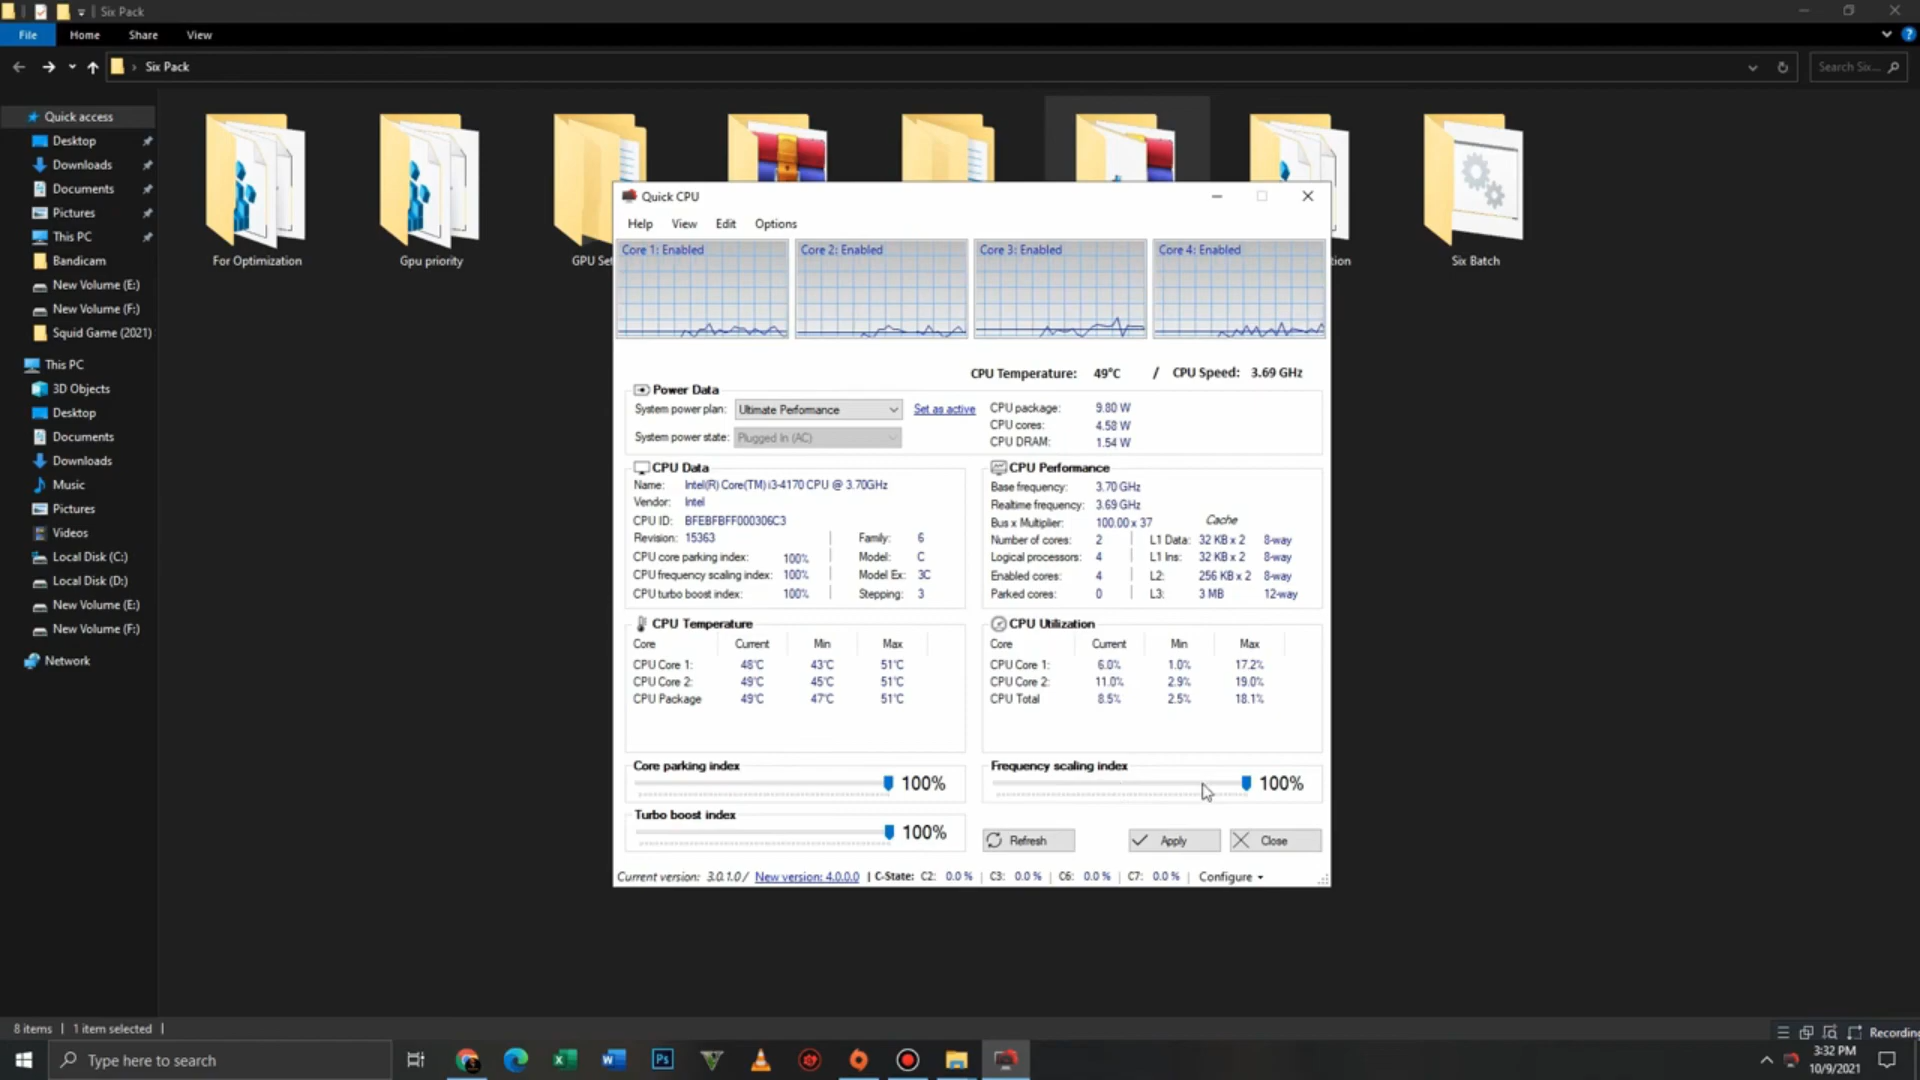 Six Pack
File
Home
Share
View
Six Pack
Search Six...
Quick access
Desktop
Downloads
Documents
Pictures
This PC
Bandicam
New Volume (E:)
New Volume (F:)
Squid Game (2021)
This PC
3D Objects
Desktop
Documents
Downloads
Music
Pictures
Videos
Local Disk (C:)
Local Disk (D:)
New Volume (E:)
New Volume (F:)
Network
For Optimization
Gpu priority
GPU Set
ion
Six Batch
Quick CPU
Help View Edit Options
Core 1: Enabled
Core 2: Enabled
Core 3: Enabled
Core 4: Enabled
CPU Temperature: 49°C / CPU Speed: 3.69 GHz
Power Data
System power plan: Ultimate Performance Set as active
System power state: Plugged In (AC)
CPU package: 9.80 W
CPU cores: 4.58 W
CPU DRAM: 1.54 W
CPU Data
Name: Intel(R) Core(TM) i3-4170 CPU @ 3.70GHz
Vendor: Intel
CPU ID: BFEBFBFF000306C3
Revision: 15363 | Family: 6
CPU core parking index: 100% | Model: C
CPU frequency scaling index: 100% | Model Ex: 3C
CPU turbo boost index: 100% | Stepping: 3
CPU Performance
Base frequency: 3.70 GHz
Realtime frequency: 3.69 GHz
Bus x Multiplier: 100.00 x 37 Cache
Number of cores: 2 | L1 Data: 32 KB x 2 8-way
Logical processors: 4 | L1 Ins: 32 KB x 2 8-way
Enabled cores: 4 | L2: 256 KB x 2 8-way
Parked cores: 0 | L3: 3 MB 12-way
CPU Temperature
Core Current Min Max
CPU Core 1: 48°C 43°C 51°C
CPU Core 2: 49°C 45°C 51°C
CPU Package 49°C 47°C 51°C
CPU Utilization
Core Current Min Max
CPU Core 1: 6.0% 1.0% 17.2%
CPU Core 2: 11.0% 2.9% 19.0%
CPU Total 8.5% 2.5% 18.1%
Core parking index
100%
Frequency scaling index
100%
Turbo boost index
100%
Refresh
Apply
Close
Current version: 3.0.1.0 / New version: 4.0.0.0 | C-State: C2: 0.0 % | C3: 0.0 % | C6: 0.0 % | C7: 0.0 % | Configure
8 items | 1 item selected |
Recording
Type here to search
Ps
3:32 PM
10/9/2021